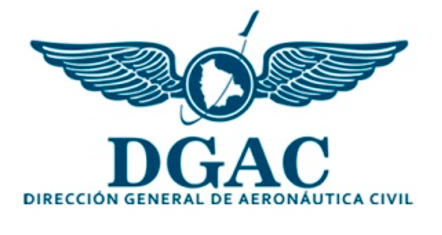 DGAC
DIRECCIÓN GENERAL DE AERONÁUTICA CIVIL